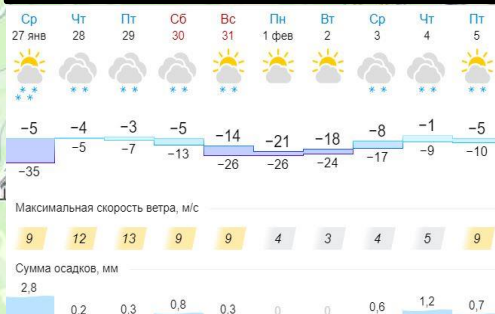 Ср Чт Пт Сб Вс Пн Вт Ср Чт Пт
27 янв 28 29 30 31 1 фев 2 3 4 5
−5 −4 −3 −5 −14 −21 −18 −8 −1 −5
−35 −5 −7 −13 −26 −26 −24 −17 −9 −10
Максимальная скорость ветра, м/с
9 12 13 9 9 4 3 4 5 9
Сумма осадков, мм
2,8 0,2 0,3 0,8 0,3 0 0 0,6 1,2 0,7